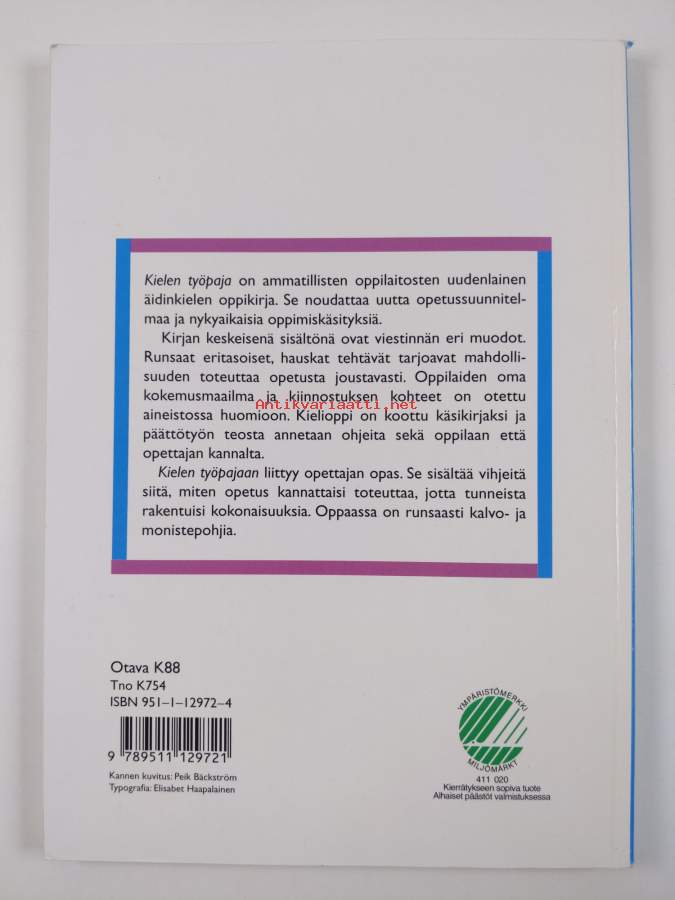 Kielen työpaja on ammatillisten oppilaitosten uudenlainen
äidinkielen oppikirja. Se noudattaa uutta opetussuunnitel-
maa ja nykyaikaisia oppimiskäsityksiä.
Kirjan keskeisenä sisältönä ovat viestinnän eri muodot.
Runsaat eritasoiset, hauskat tehtävät tarjoavat mahdolli-
suuden toteuttaa opetusta joustavasti. Oppilaiden oma
kokemusmaailma ja kiinnostuksen kohteet on otettu
Antikvariaatti.net
aineistossa huomioon. Kielioppi on koottu käsikirjaksi ja
päättötyön teosta annetaan ohjeita sekä oppilaan että
opettajan kannalta.
Kielen työpajaan liittyy opettajan opas. Se sisältää vihjeitä
siitä, miten opetus kannattaisi toteuttaa, jotta tunneista
rakentuisi kokonaisuuksia. Oppaassa on runsaasti kalvo- ja
monistepohjia.
Otava K88
Tno K754
ISBN 951-1-12972-4
9 789511 129721
Kannen kuvitus: Peik Bäckström
Typografia: Elisabet Haapalainen
YMPÄRISTÖMERKKI
MILJÖMÄRKT
411 020
Kierrätykseen sopiva tuote
Alhaiset päästöt valmistuksessa